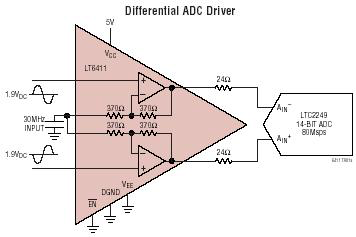 Differential ADC Driver
5V
VCC
LT6411
24Ω
1.9VDC
370Ω 370Ω
AIN−
30MHz
INPUT
370Ω 370Ω
LTC2249
14-BIT ADC
80Msps
AIN+
1.9VDC
24Ω
VEE
DGND
EN